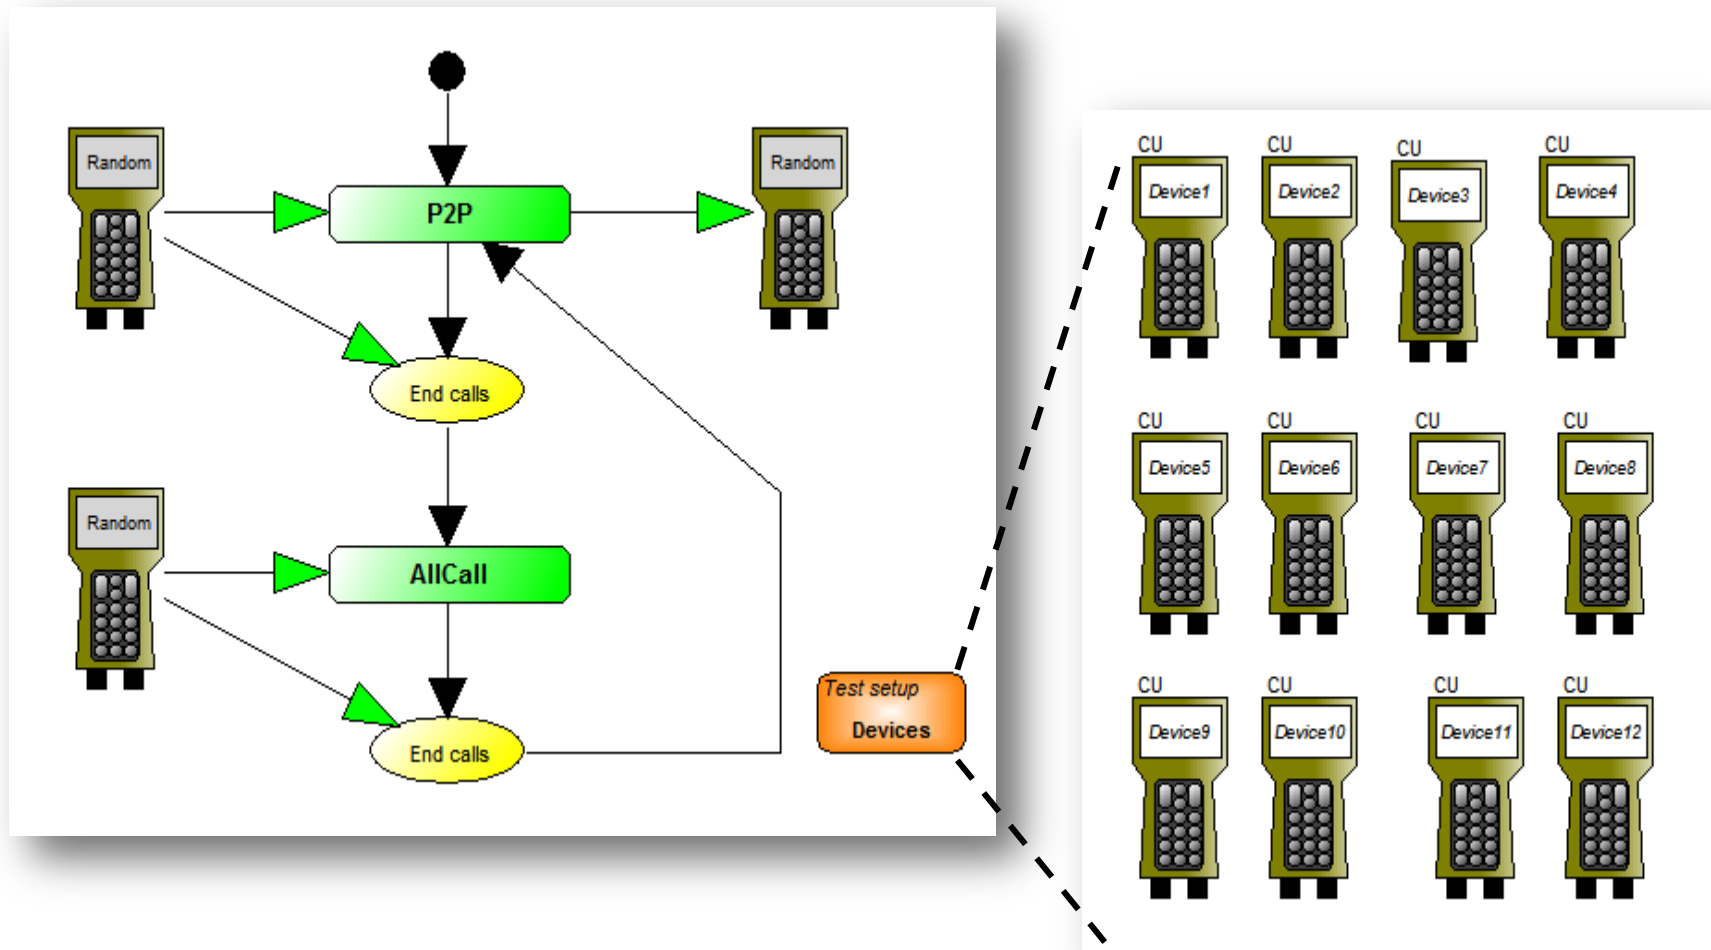 Random
Random
P2P
End calls
Random
AllCall
End calls
Test setup
Devices
CU
CU
CU
CU
Device1
Device2
Device3
Device4
CU
CU
CU
CU
Device5
Device6
Device7
Device8
CU
CU
CU
CU
Device9
Device10
Device11
Device12